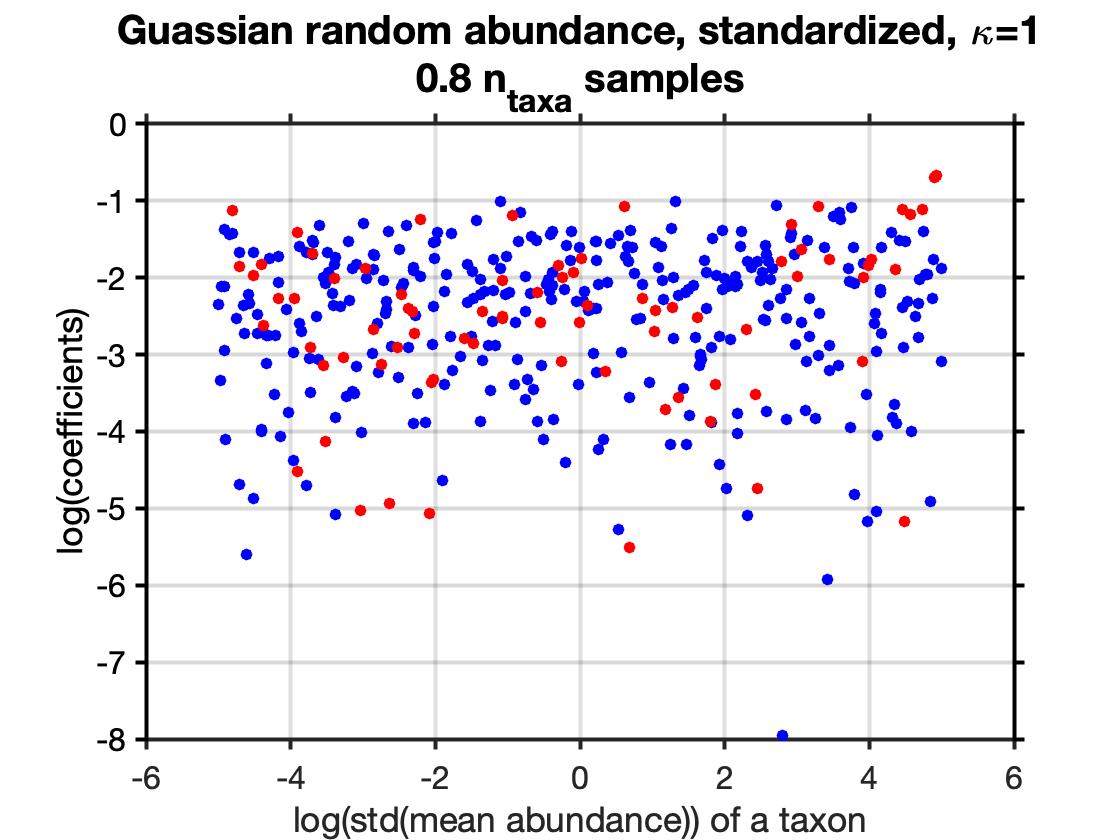 Guassian random abundance, standardized, κ=1
0.8 n_taxa samples
0
-1
-2
-3
-4
-5
-6
-7
-8
log(coefficients)
-6 -4 -2 0 2 4 6
log(std(mean abundance)) of a taxon